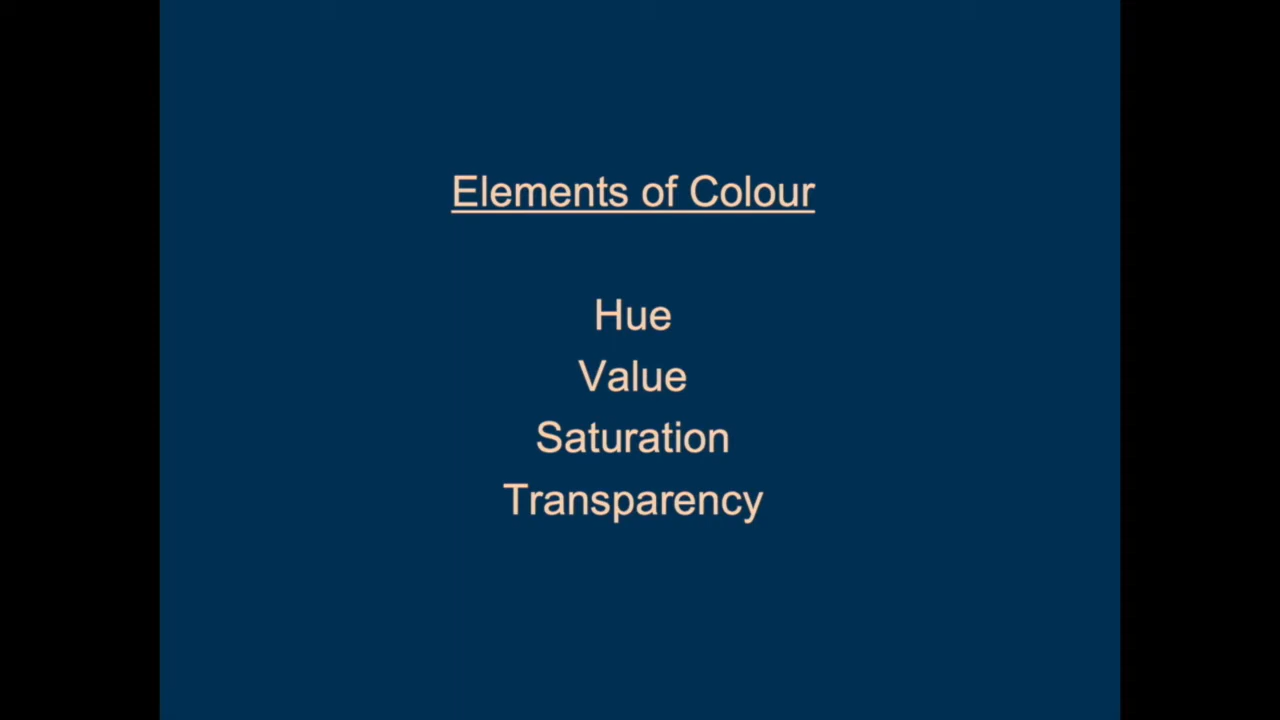 Elements of Colour
Hue
Value
Saturation
Transparency